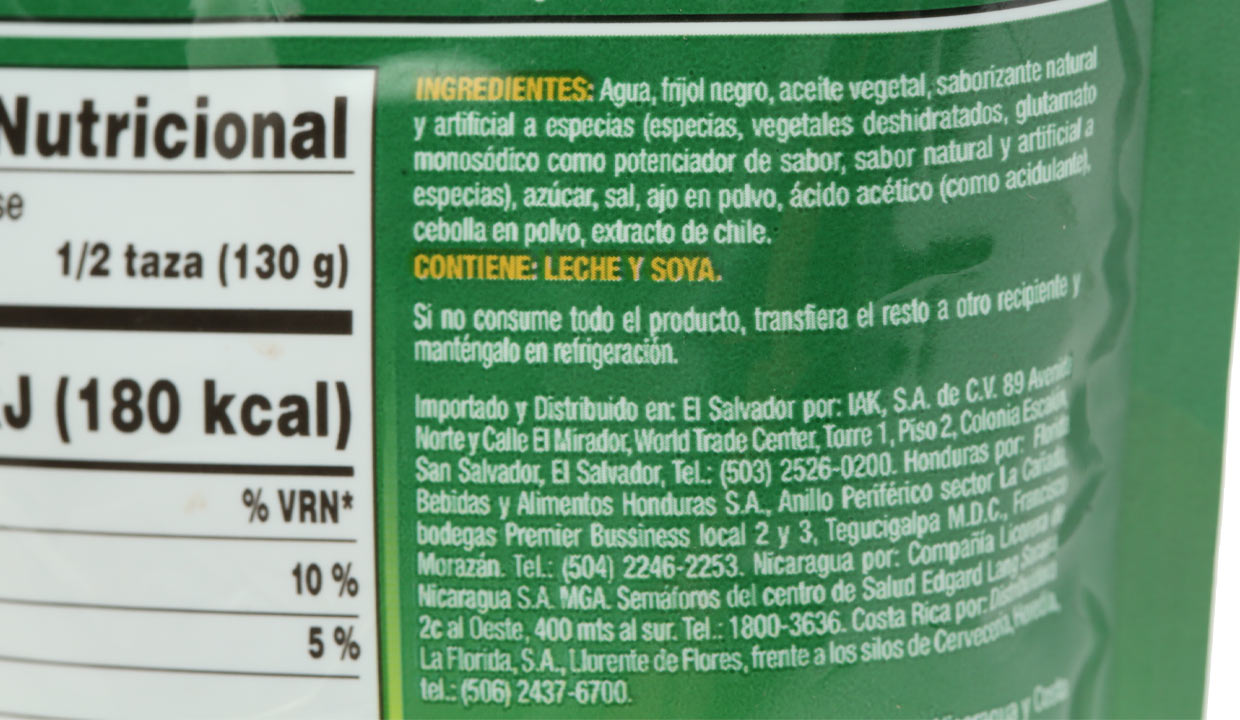 Nutricional
1/2 taza (130 g)
(180 kcal)
% VRN*
10 %
5 %
INGREDIENTES: Agua, frijol negro, aceite vegetal, saborizante natural
y artificial a especias (especias, vegetales deshidratados, glutamato
monosódico como potenciador de sabor, sabor natural y artificial a
especias), azúcar, sal, ajo en polvo, ácido acético (como acidulante),
cebolla en polvo, extracto de chile.
CONTIENE: LECHE Y SOYA.
Si no consume todo el producto, transfiera el resto a otro recipiente y
manténgalo en refrigeración.
Importado y Distribuido en: El Salvador por: IAK, S.A. de C.V. 89 Avenida
Norte y Calle El Mirador, World Trade Center, Torre 1, Piso 2, Colonia Escalón,
San Salvador, El Salvador, Tel.: (503) 2526-0200. Honduras por: Florida
Bebidas y Alimentos Honduras S.A., Anillo Periférico sector La Cañada,
bodegas Premier Bussiness local 2 y 3, Tegucigalpa M.D.C., Francisco
Morazán. Tel.: (504) 2246-2253. Nicaragua por: Compañía Licorera de
Nicaragua S.A. MGA. Semáforos del centro de Salud Edgard Lang Sacasa
2c al Oeste, 400 mts al sur. Tel.: 1800-3636. Costa Rica por: Distribuidora
La Florida, S.A., Llorente de Flores, frente a los silos de Cervecería, Heredia,
tel.: (506) 2437-6700.